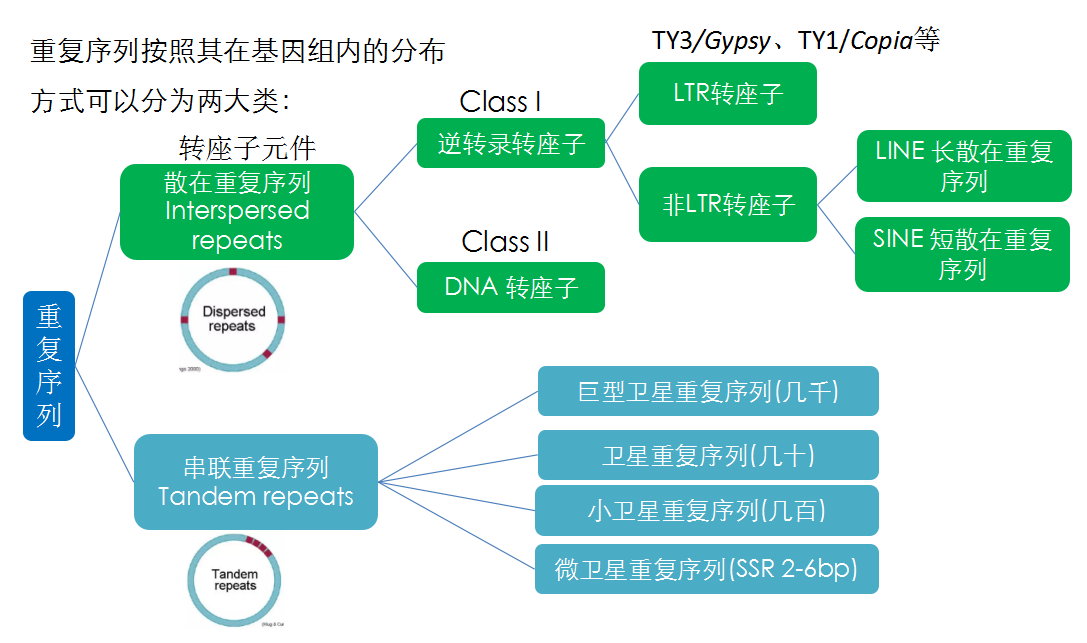 重复序列按照其在基因组内的分布
方式可以分为两大类：
转座子元件
散在重复序列
Interspersed
repeats
Dispersed
repeats
Class I
逆转录转座子
Class II
DNA 转座子
TY3/Gypsy、TY1/Copia等
LTR转座子
非LTR转座子
LINE 长散在重复
序列
SINE 短散在重复
序列
重
复
序
列
串联重复序列
Tandem repeats
Tandem
repeats
巨型卫星重复序列(几千)
卫星重复序列(几十)
小卫星重复序列(几百)
微卫星重复序列(SSR 2-6bp)